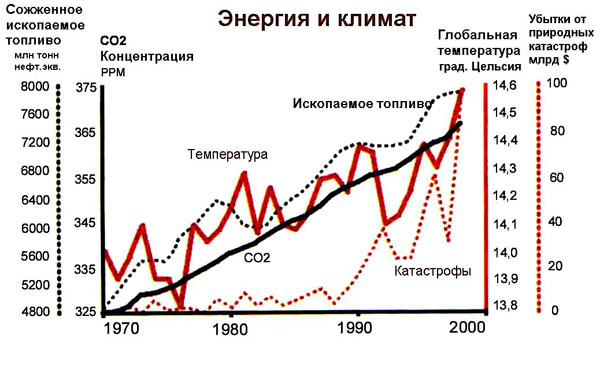 Энергия и климат
Сожженное
ископаемое
топливо
млн тонн
нефт.экв.
8000
7600
7200
6800
6400
6000
5600
5200
4800
СО2
Концентрация
РРМ
375
365
355
345
335
325
Ископаемое топливо
Температура
СО2
Катастрофы
1970
1980
1990
2000
Глобальная
температура
град. Цельсия
14,6
14,5
14,4
14,3
14,2
14,1
14,0
13,9
13,8
Убытки от
природных
катастроф
млрд $
100
80
60
40
20
0